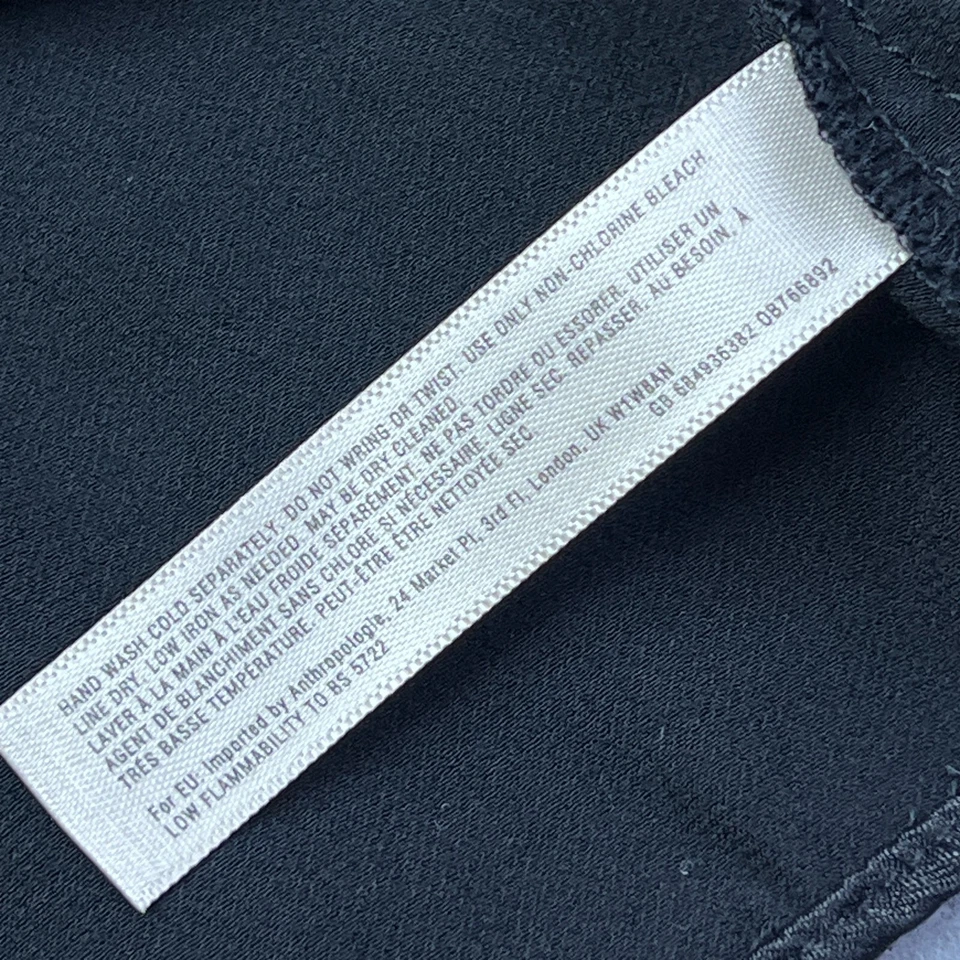 HAND WASH COLD SEPARATELY. DO NOT WRING OR TWIST. USE ONLY NON-CHLORINE BLEACH
LINE DRY. LOW IRON AS NEEDED. MAY BE DRY CLEANED.
LAVER À LA MAIN À L'EAU FROIDE SÉPARÉMENT. NE PAS TORDRE OU ESSORER. UTILISER UN
AGENT DE BLANCHIMENT SANS CHLORE, SI NÉCESSAIRE. LIGNE SEC. REPASSER, AU BESOIN, À
TRÈS BASSE TEMPÉRATURE. PEUT-ÊTRE ÊTRE NETTOYÉE SEC
For EU: Imported by Anthropologie, 24 Market Pl, 3rd Fl, London, UK W1W8AN
LOW FLAMMABILITY TO BS 5722
GB 584936382 OB766892